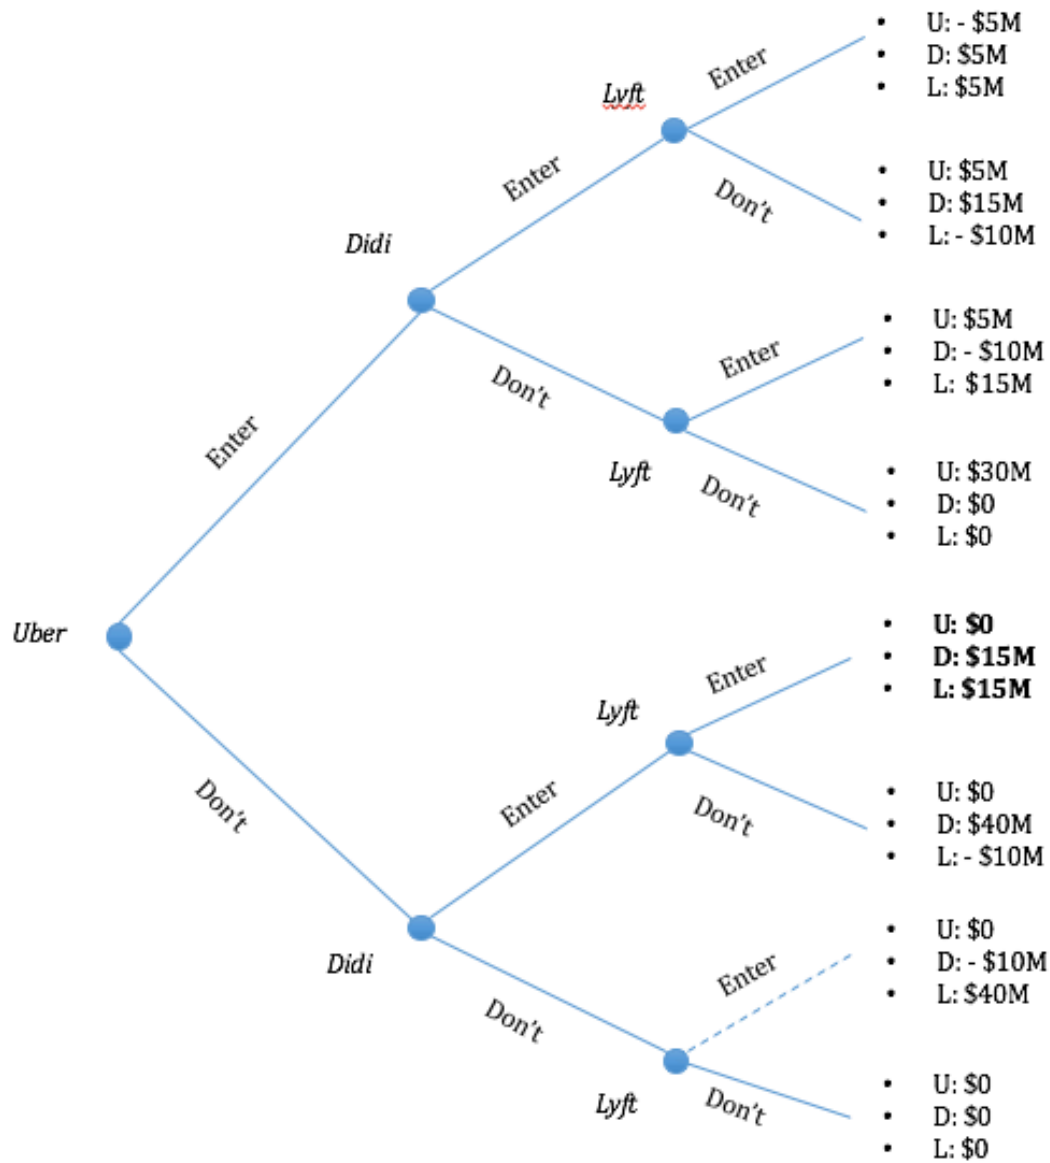 • U: - $5M
• D: $5M
• L: $5M
Enter
Lyft
Don't
Enter
• U: $5M
• D: $15M
• L: - $10M
Didi
Don't
Enter
• U: $5M
• D: - $10M
• L: $15M
Enter
Lyft
Don't
• U: $30M
• D: $0
• L: $0
Uber
• U: $0
• D: $15M
• L: $15M
Enter
Lyft
Don't
Enter
Don't
• U: $0
• D: $40M
• L: - $10M
Didi
Don't
Enter
• U: $0
• D: - $10M
• L: $40M
Lyft
Don't
• U: $0
• D: $0
• L: $0